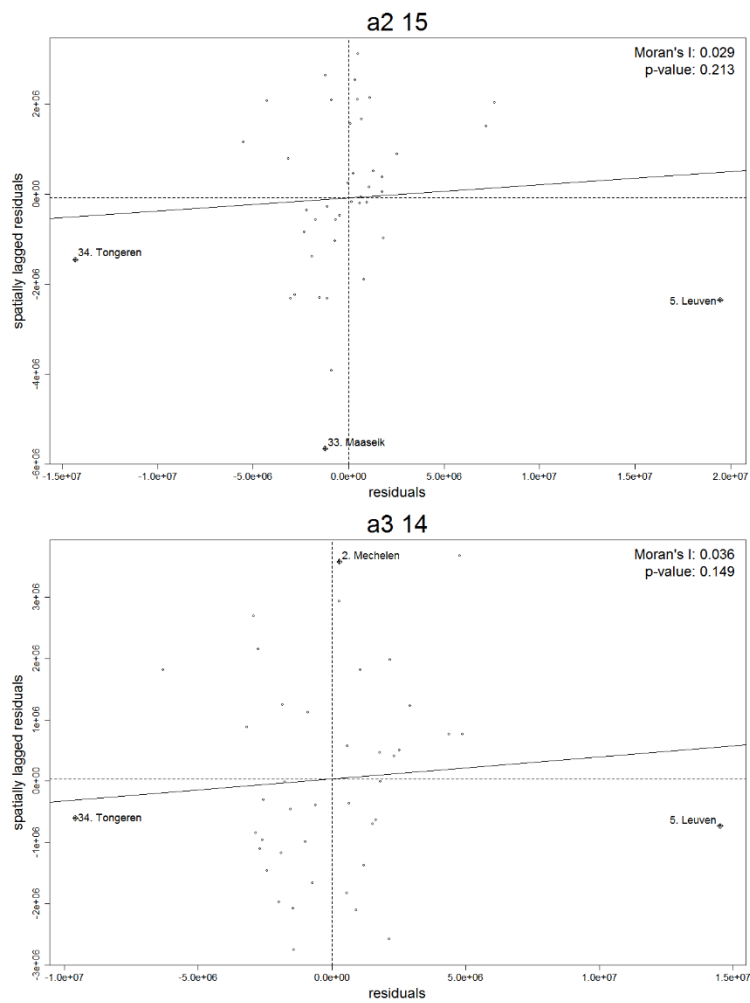 a2 15
Moran's I: 0.029
p-value: 0.213
spatially lagged residuals
2e+06
0e+00
-2e+06
-4e+06
-6e+06
34. Tongeren
5. Leuven
33. Maaseik
-1.5e+07 -1.0e+07 -5.0e+06 0.0e+00 5.0e+06 1.0e+07 1.5e+07 2.0e+07
residuals
a3 14
2. Mechelen
Moran's I: 0.036
p-value: 0.149
spatially lagged residuals
3e+06
2e+06
1e+06
0e+00
-1e+06
-2e+06
-3e+06
34. Tongeren
5. Leuven
-1.0e+07 -5.0e+06 0.0e+00 5.0e+06 1.0e+07 1.5e+07
residuals